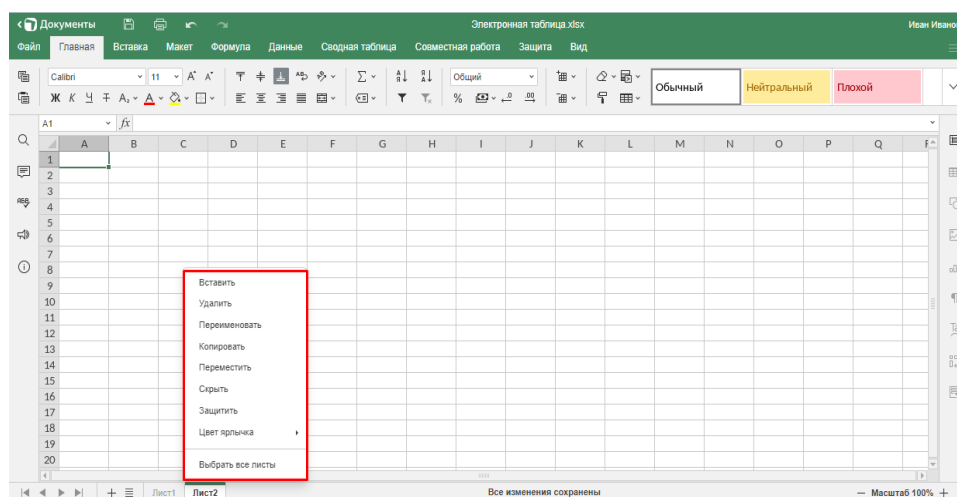 Документы
Электронная таблица.xlsx
Иван Ивано
Файл Главная Вставка Макет Формула Данные Сводная таблица Совместная работа Защита Вид
Calibri 11 Общий
Обычный Нейтральный Плохой
Ж К Ч
A1 fx
A B C D E F G H I J K L M N O P Q
1
2
3
4
5
6
7
8
9
10
11
12
13
14
15
16
17
18
19
20
Вставить
Удалить
Переименовать
Копировать
Переместить
Скрыть
Защитить
Цвет ярлычка
Выбрать все листы
Лист1 Лист2
Все изменения сохранены
Масштаб 100%